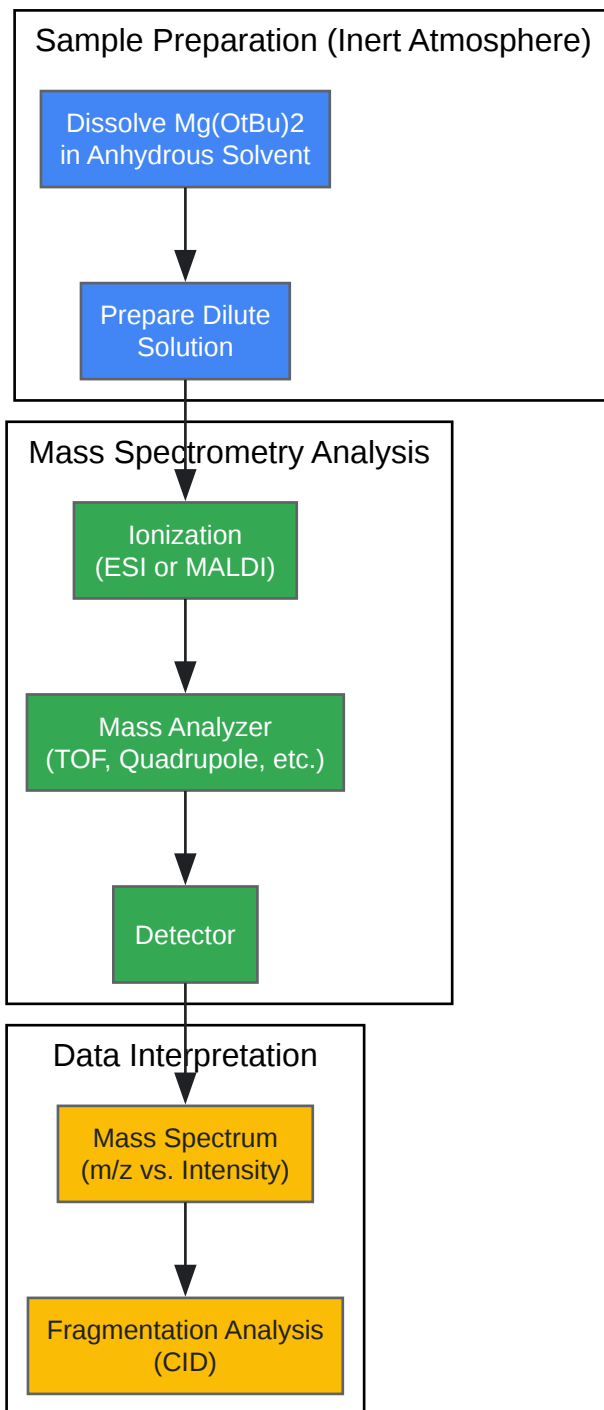 Sample Preparation (Inert Atmosphere)
Dissolve Mg(OtBu)2
in Anhydrous Solvent
Prepare Dilute
Solution
Mass Spectrometry Analysis
Ionization
(ESI or MALDI)
Mass Analyzer
(TOF, Quadrupole, etc.)
Detector
Data Interpretation
Mass Spectrum
(m/z vs. Intensity)
Fragmentation Analysis
(CID)